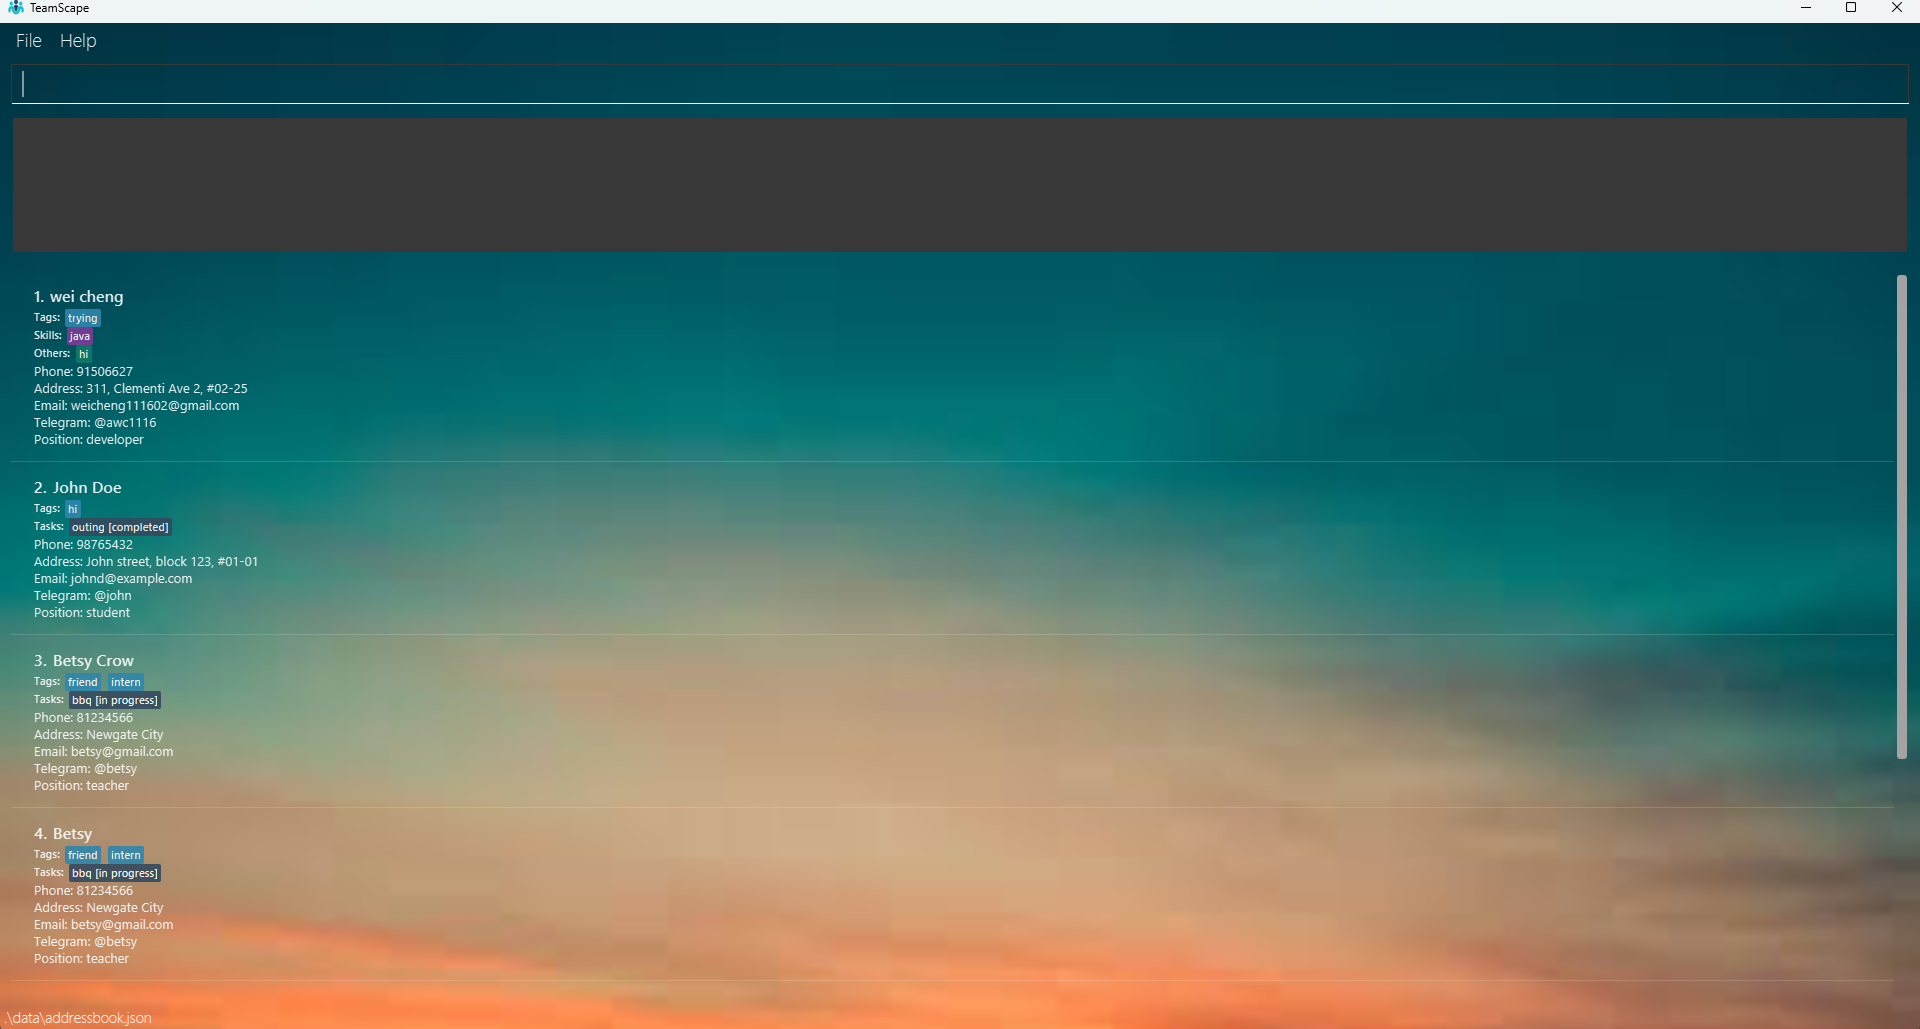 TeamScape
File Help
1. wei cheng
Tags: trying
Skills: java
Others: hi
Phone: 91506627
Address: 311, Clementi Ave 2, #02-25
Email: weicheng111602@gmail.com
Telegram: @awc1116
Position: developer
2. John Doe
Tags: hi
Tasks: outing [completed]
Phone: 98765432
Address: John street, block 123, #01-01
Email: johnd@example.com
Telegram: @john
Position: student
3. Betsy Crow
Tags: friend intern
Tasks: bbq [in progress]
Phone: 81234566
Address: Newgate City
Email: betsy@gmail.com
Telegram: @betsy
Position: teacher
4. Betsy
Tags: friend intern
Tasks: bbq [in progress]
Phone: 81234566
Address: Newgate City
Email: betsy@gmail.com
Telegram: @betsy
Position: teacher
.\data\addressbook.json